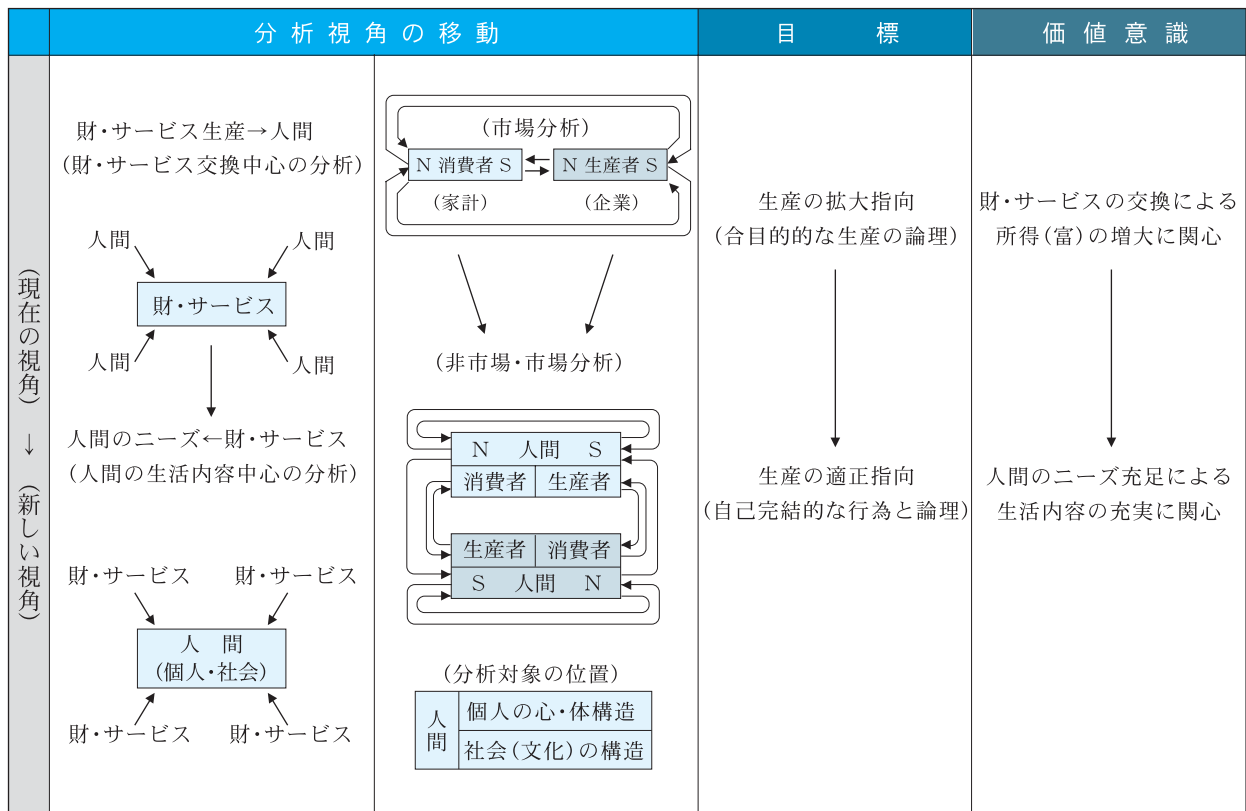 分析視角の移動
目標
価値意識
(現在の視角) ↓ (新しい視角)
財・サービス生産→人間
(財・サービス交換中心の分析)
人間 人間
財・サービス
人間 人間
人間のニーズ←財・サービス
(人間の生活内容中心の分析)
財・サービス 財・サービス
人 間
(個人・社会)
財・サービス 財・サービス
(市場分析)
N 消費者 S N 生産者 S
(家計) (企業)
(非市場・市場分析)
N 人間 S
消費者 生産者
生産者 消費者
S 人間 N
(分析対象の位置)
人間
個人の心・体構造
社会(文化)の構造
生産の拡大指向
(合目的的な生産の論理)
生産の適正指向
(自己完結的な行為と論理)
財・サービスの交換による
所得(富)の増大に関心
人間のニーズ充足による
生活内容の充実に関心